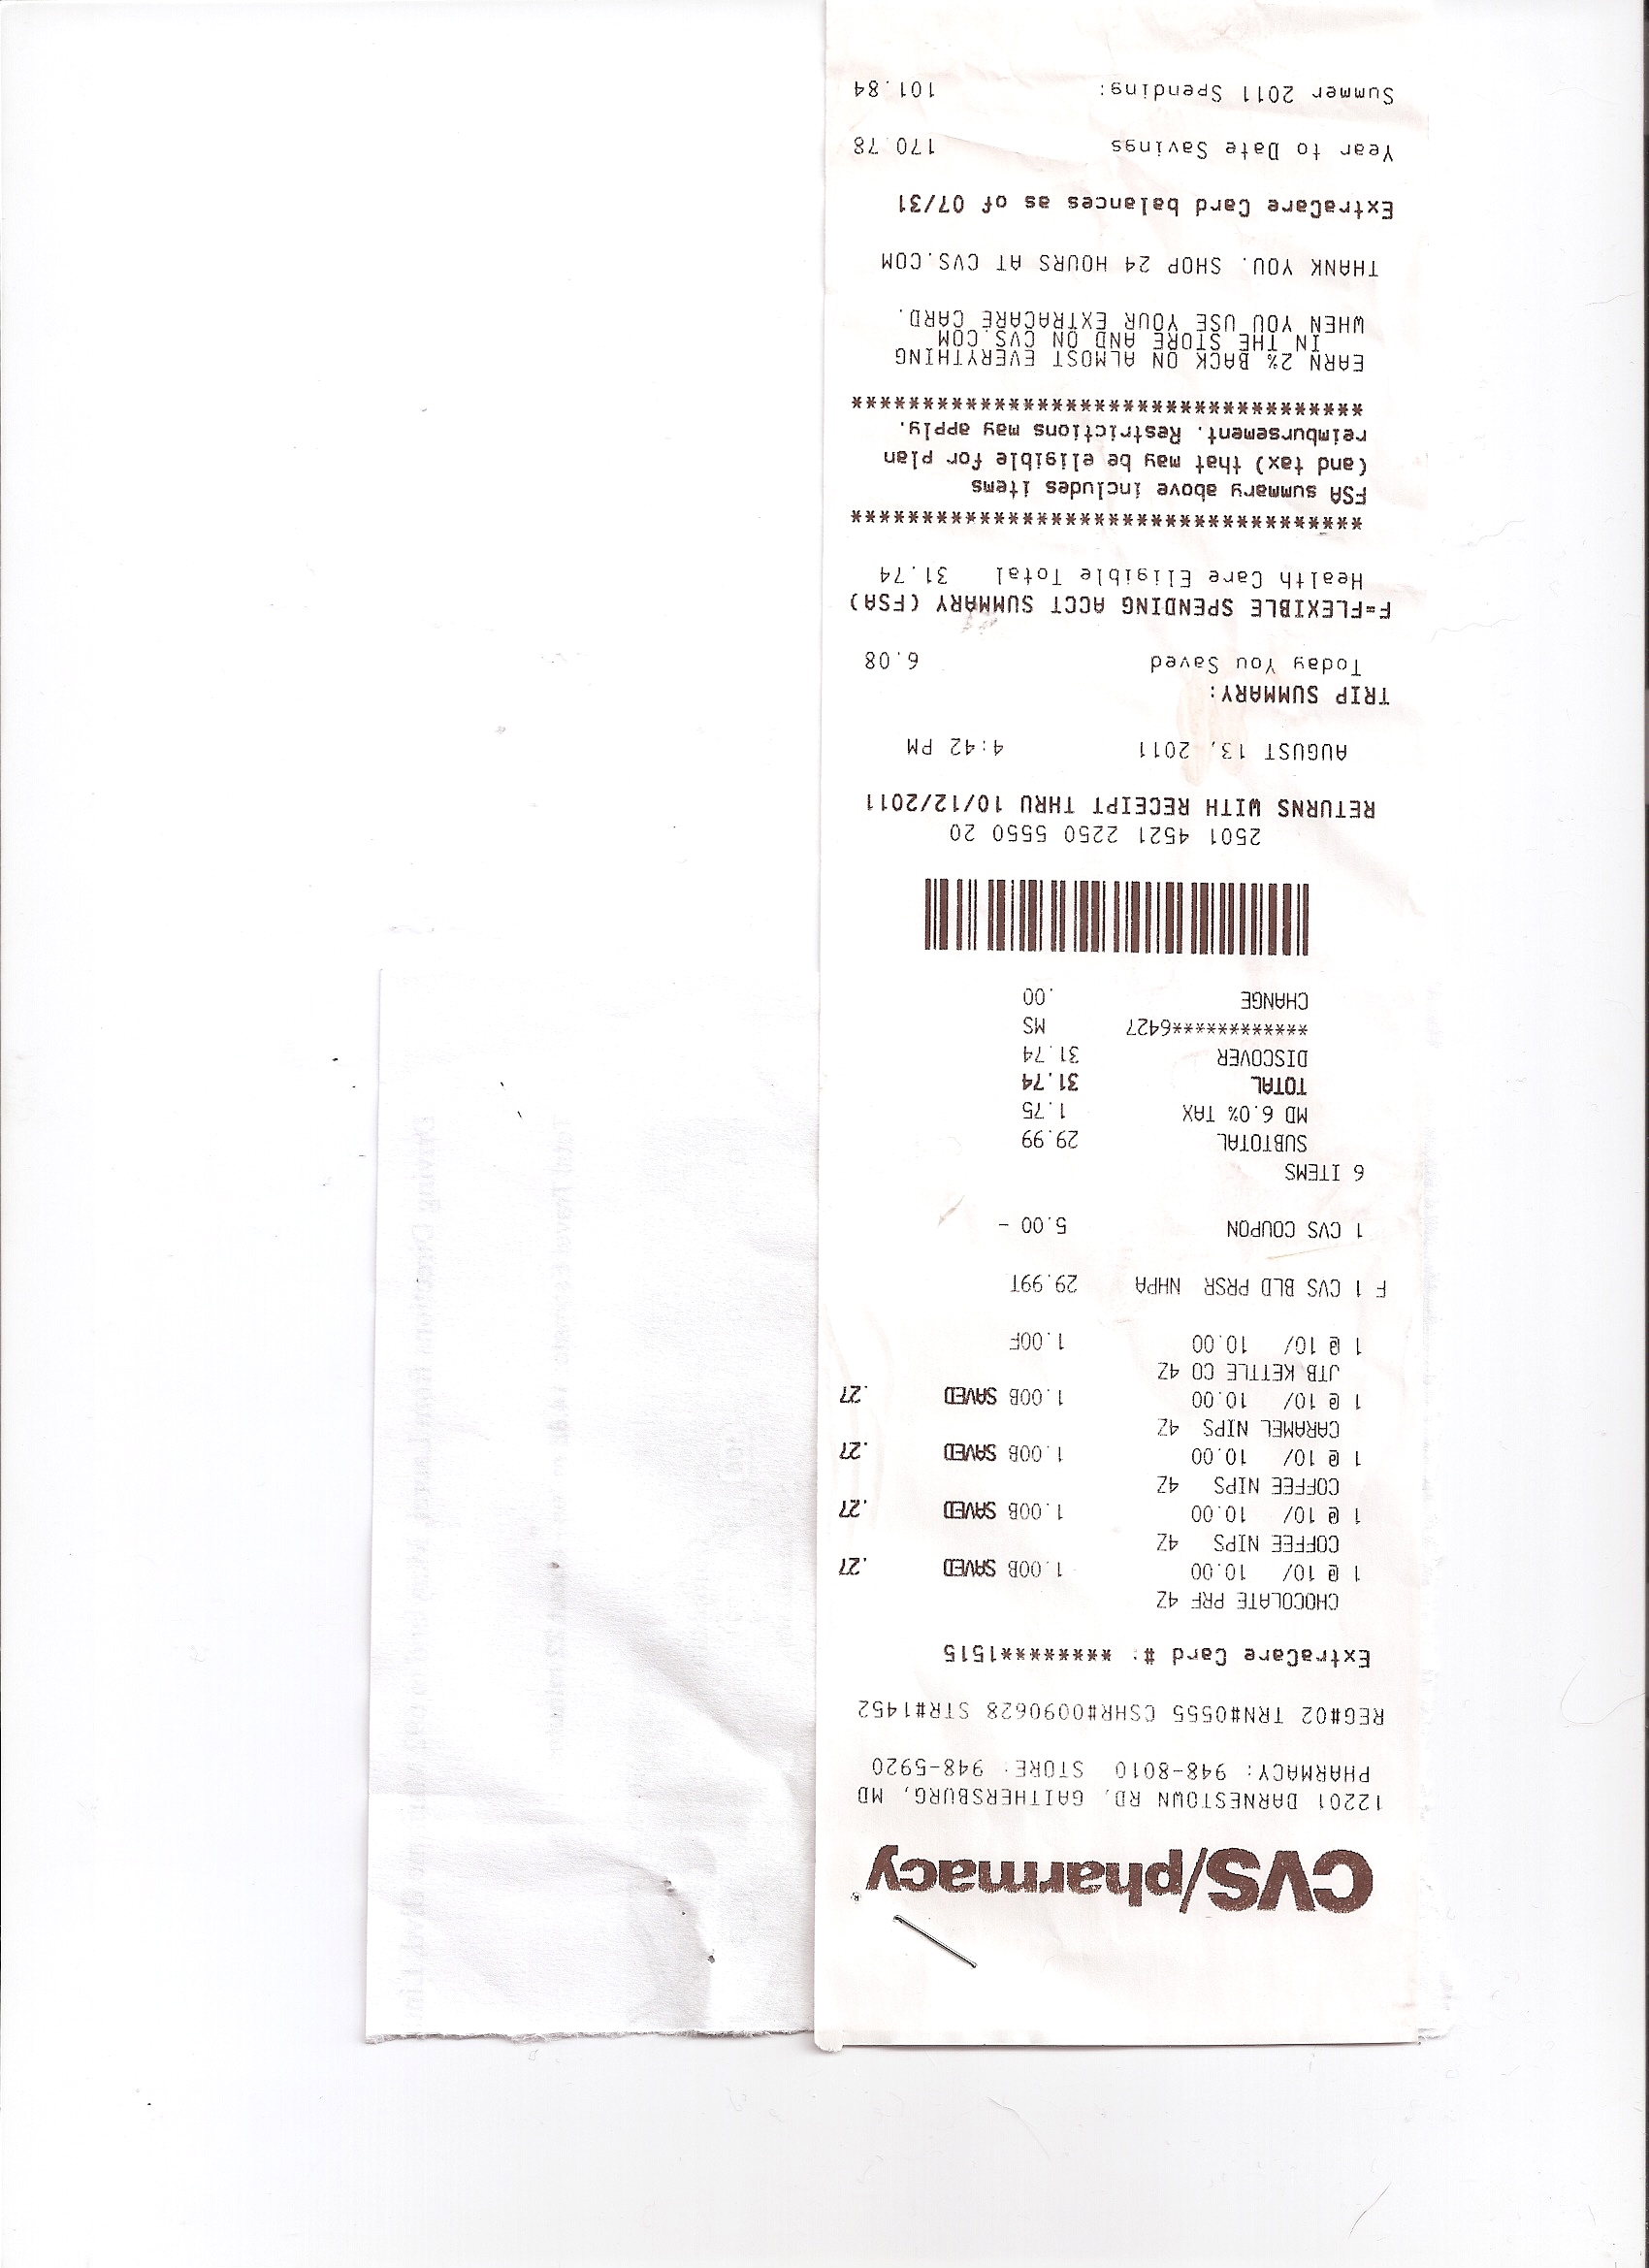 CVS/pharmacy
12201 DARNESTOWN RD, GAITHERSBURG, MD
PHARMACY: 948-8010 STORE: 948-5920
REG#02 TRN#0555 CSHR#0090628 STR#1452
ExtraCare Card #: *********1515
CHOCOLATE PRF 4Z
1 @ 10/ 10.00 1.00B SAVED .27
COFFEE NIPS 4Z
1 @ 10/ 10.00 1.00B SAVED .27
COFFEE NIPS 4Z
1 @ 10/ 10.00 1.00B SAVED .27
CARAMEL NIPS 4Z
1 @ 10/ 10.00 1.00B SAVED .27
JTB KETTLE CO 4Z
1 @ 10/ 10.00 1.00F
F 1 CVS BLD PRSR NHPA 29.99T
1 CVS COUPON 5.00 -
6 ITEMS
SUBTOTAL 29.99
MD 6.0% TAX 1.75
TOTAL 31.74
DISCOVER 31.74
************6427 MS
CHANGE .00
2501 4521 2250 5550 20
RETURNS WITH RECEIPT THRU 10/12/2011
AUGUST 13, 2011 4:42 PM
TRIP SUMMARY:
Today You Saved 6.08
F=FLEXIBLE SPENDING ACCT SUMMARY (FSA)
Health Care Eligible Total 31.74
************************************
FSA summary above includes items
(and tax) that may be eligible for plan
reimbursement. Restrictions may apply.
************************************
EARN 2% BACK ON ALMOST EVERYTHING
IN THE STORE AND ON CVS.COM
WHEN YOU USE YOUR EXTRACARE CARD.
THANK YOU. SHOP 24 HOURS AT CVS.COM
ExtraCare Card balances as of 07/31
Year to Date Savings 170.78
Summer 2011 Spending: 101.84